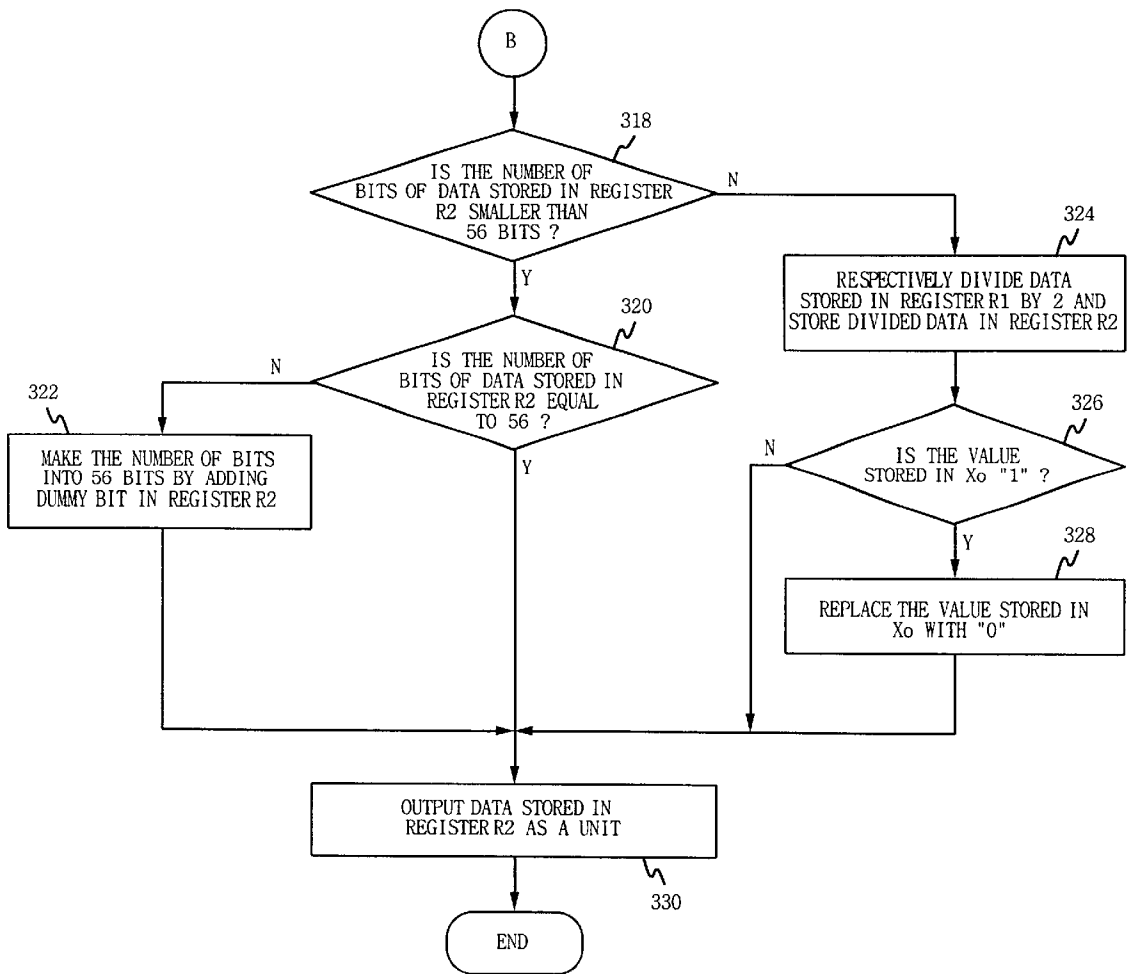 B
318
IS THE NUMBER OF
BITS OF DATA STORED IN REGISTER
R2 SMALLER THAN
56 BITS ?
N
Y
324
RESPECTIVELY DIVIDE DATA
STORED IN REGISTER R1 BY 2 AND
STORE DIVIDED DATA IN REGISTER R2
320
IS THE NUMBER OF
BITS OF DATA STORED IN
REGISTER R2 EQUAL
TO 56 ?
N
Y
322
MAKE THE NUMBER OF BITS
INTO 56 BITS BY ADDING
DUMMY BIT IN REGISTER R2
326
IS THE VALUE
STORED IN Xo "1" ?
N
Y
328
REPLACE THE VALUE STORED IN
Xo WITH "0"
OUTPUT DATA STORED IN
REGISTER R2 AS A UNIT
330
END